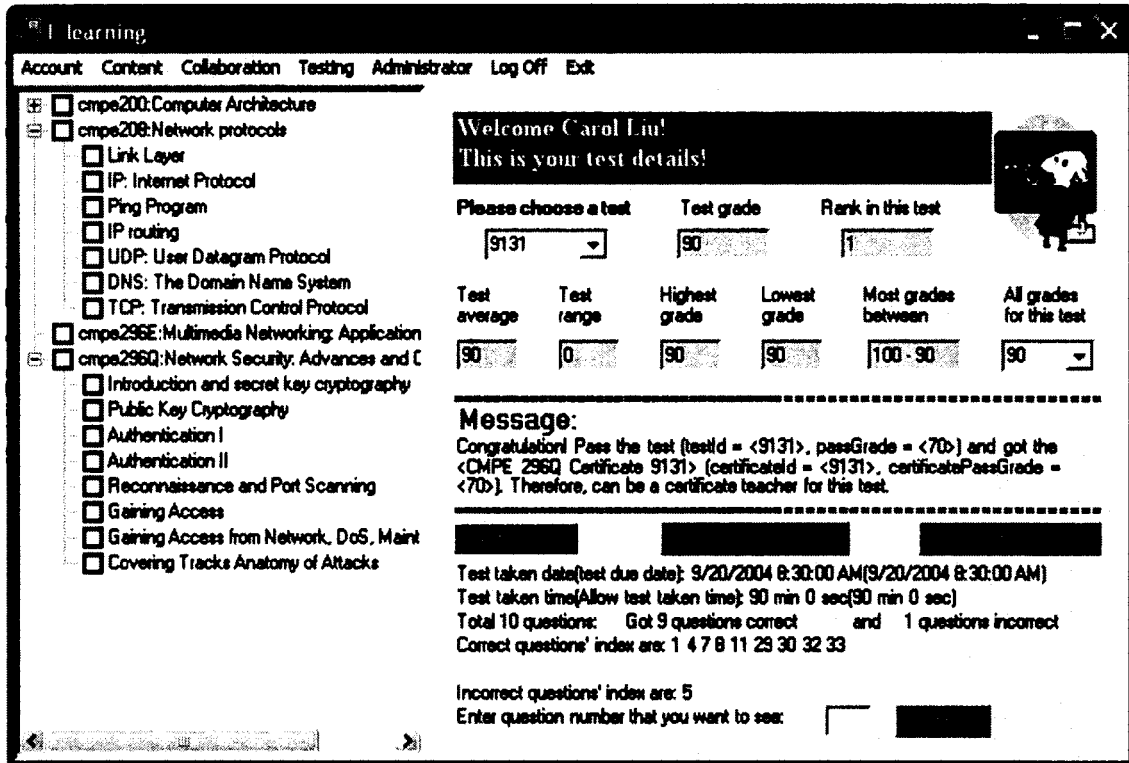 E-learning
Account Content Collaboration Testing Administrator Log Off Exit
cmpe200:Computer Architecture
cmpe208:Network protocols
Link Layer
IP: Internet Protocol
Ping Program
IP routing
UDP: User Datagram Protocol
DNS: The Domain Name System
TCP: Transmission Control Protocol
cmpe296E:Multimedia Networking: Application
cmpe296Q:Network Security: Advances and D
Introduction and secret key cryptography
Public Key Cryptography
Authentication I
Authentication II
Reconnaissance and Port Scanning
Gaining Access
Gaining Access from Network, DoS, Maint
Covering Tracks Anatomy of Attacks
Welcome Carol Liu!
This is your test details!
Please choose a test Test grade Rank in this test
9131 90 1
Test average Test range Highest grade Lowest grade Most grades between All grades for this test
90 0 90 90 100 - 90 90
Message:
Congratulation! Pass the test (testId = <9131>, passGrade = <70>) and got the
<CMPE 296Q Certificate 9131> (certificateId = <9131>, certificatePassGrade =
<70>). Therefore, can be a certificate teacher for this test.
Test taken date(test due date): 9/20/2004 8:30:00 AM(9/20/2004 8:30:00 AM)
Test taken time(Allow test taken time): 90 min 0 sec(90 min 0 sec)
Total 10 questions: Got 9 questions correct and 1 questions incorrect
Correct questions' index are: 1 4 7 8 11 29 30 32 33
Incorrect questions' index are: 5
Enter question number that you want to see: